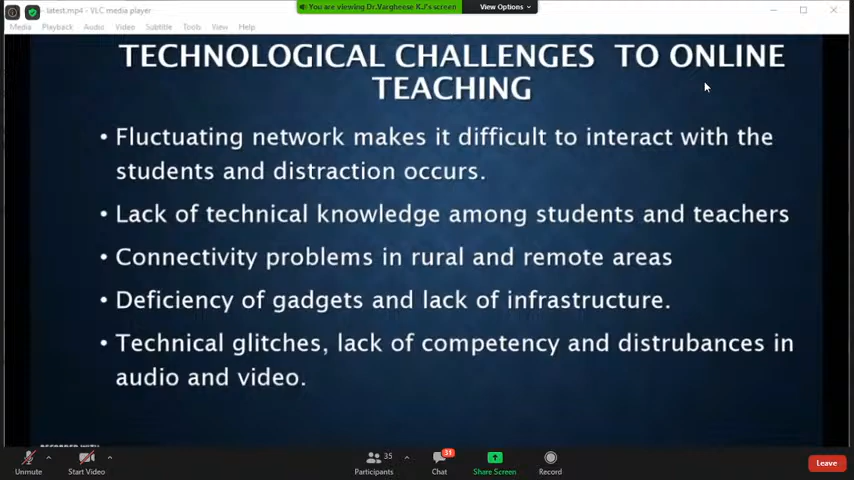 latest.mp4 - VLC media player
You are viewing Dr.Vargheese K.J's screen
View Options
Media Playback Audio Video Subtitle Tools View Help
TECHNOLOGICAL CHALLENGES TO ONLINE
TEACHING
• Fluctuating network makes it difficult to interact with the
students and distraction occurs.
• Lack of technical knowledge among students and teachers
• Connectivity problems in rural and remote areas
• Deficiency of gadgets and lack of infrastructure.
• Technical glitches, lack of competency and distrubances in
audio and video.
RECORDED WITH
35
31
Unmute Start Video Participants Chat Share Screen Record Leave